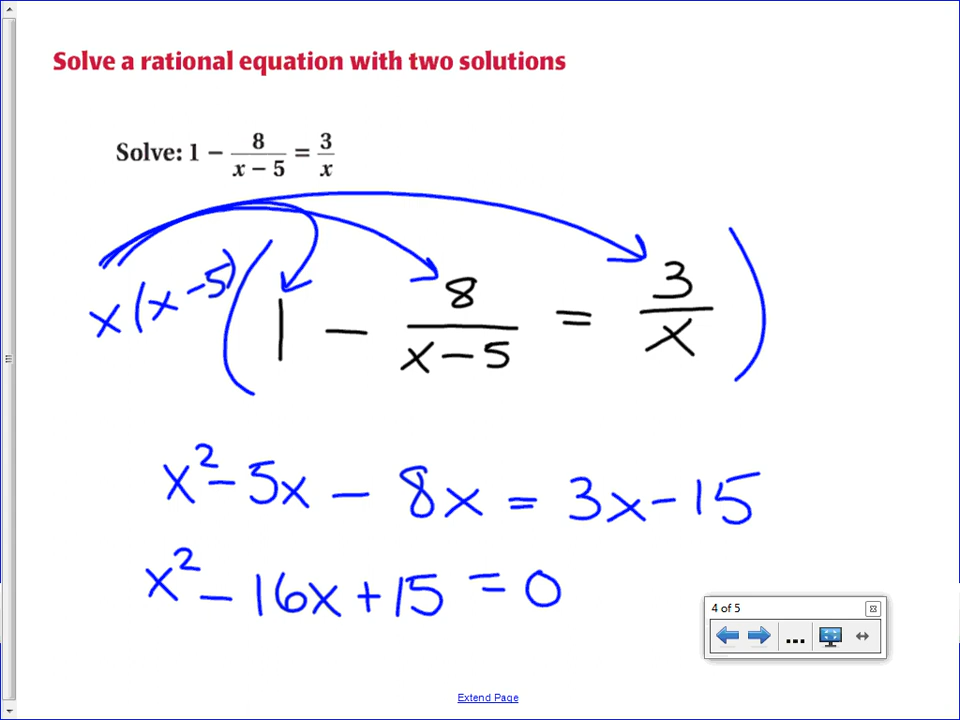 Solve a rational equation with two solutions
Solve: 1 − 8/(x − 5) = 3/x
x(x−5)(1 − 8/(x−5) = 3/x)
x² − 5x − 8x = 3x − 15
x² − 16x + 15 = 0
4 of 5
...
Extend Page